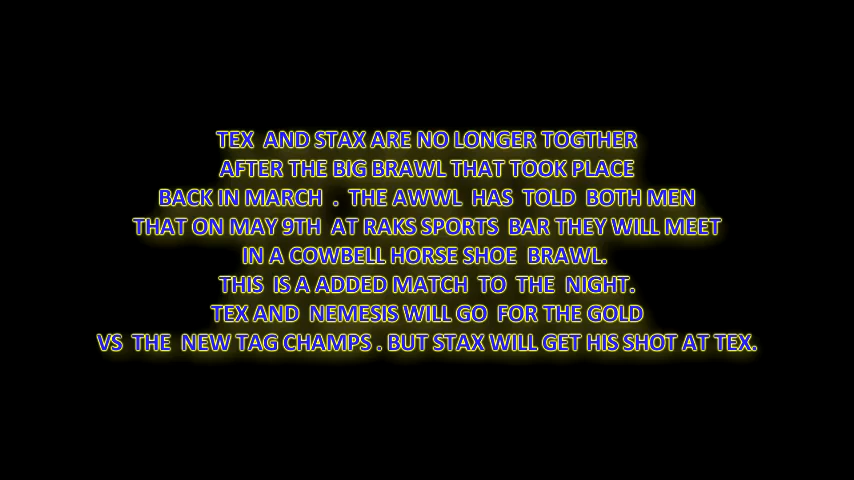 TEX AND STAX ARE NO LONGER TOGTHER
AFTER THE BIG BRAWL THAT TOOK PLACE
BACK IN MARCH . THE AWWL HAS TOLD BOTH MEN
THAT ON MAY 9TH AT RAKS SPORTS BAR THEY WILL MEET
IN A COWBELL HORSE SHOE BRAWL.
THIS IS A ADDED MATCH TO THE NIGHT.
TEX AND NEMESIS WILL GO FOR THE GOLD
VS THE NEW TAG CHAMPS . BUT STAX WILL GET HIS SHOT AT TEX.